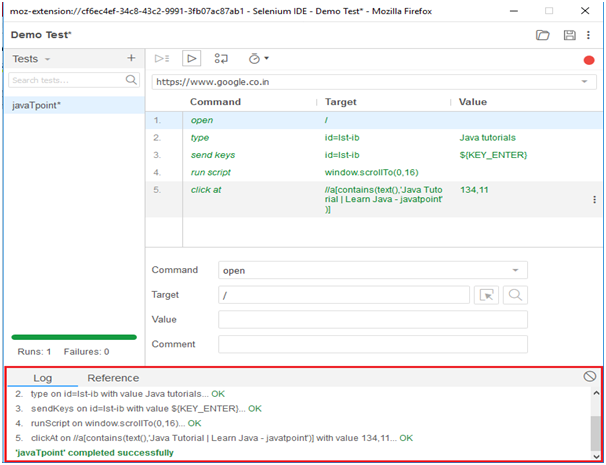 moz-extension://cf6ec4ef-34c8-43c2-9991-3fb07ac87ab1 - Selenium IDE - Demo Test* - Mozilla Firefox
Demo Test*
Tests
Search tests...
javaTpoint*
https://www.google.co.in
Command Target Value
1. open /
2. type id=lst-ib Java tutorials
3. send keys id=lst-ib ${KEY_ENTER}
4. run script window.scrollTo(0,16)
5. click at //a[contains(text(),'Java Tuto 134,11
rial | Learn Java - javatpoint'
)]
Command open
Target /
Value
Comment
Runs: 1 Failures: 0
Log Reference
2. type on id=lst-ib with value Java tutorials... OK
3. sendKeys on id=lst-ib with value ${KEY_ENTER}... OK
4. runScript on window.scrollTo(0,16)... OK
5. clickAt on //a[contains(text(),'Java Tutorial | Learn Java - javatpoint')] with value 134,11... OK
'javaTpoint' completed successfully